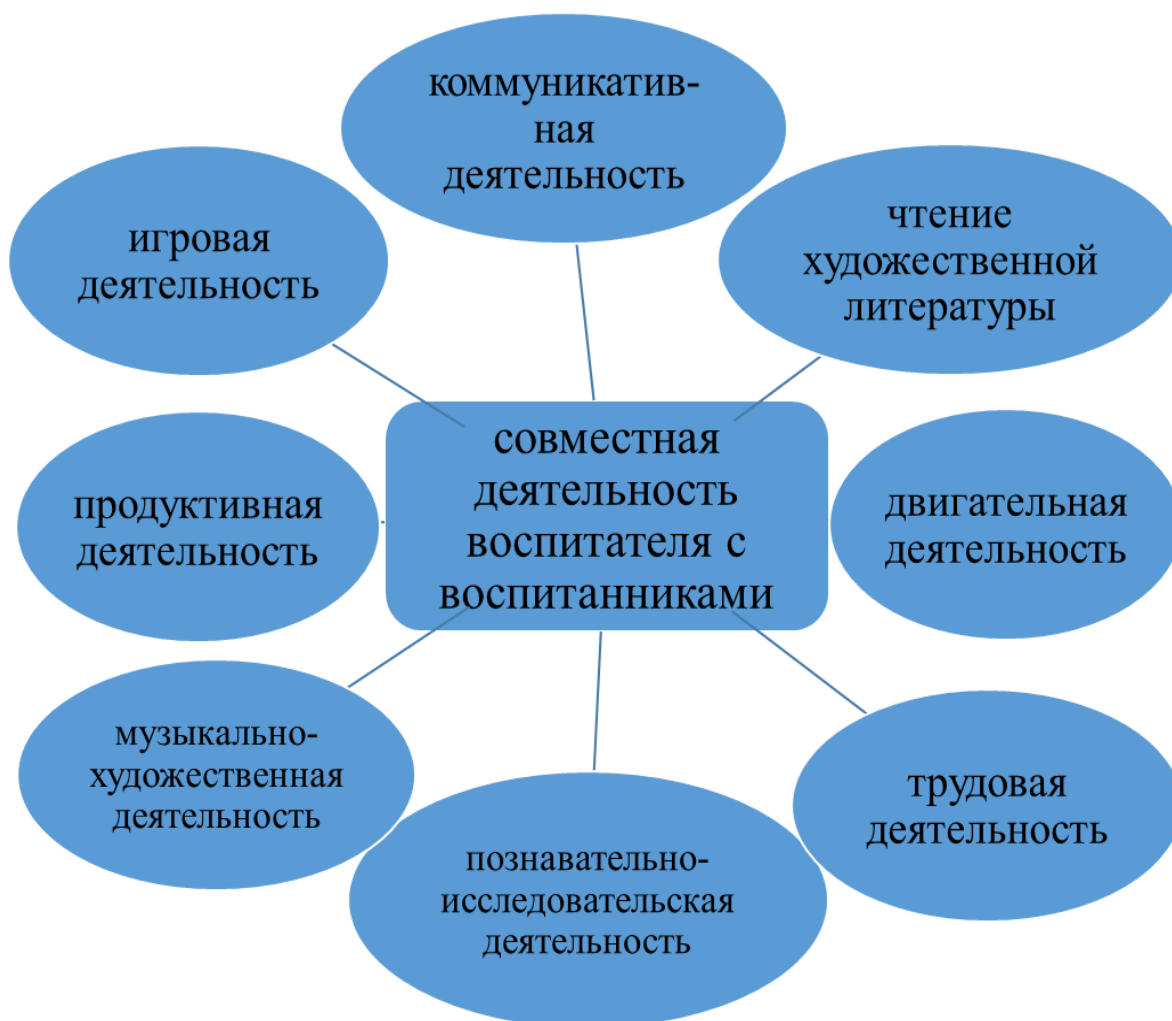 коммуникатив-
ная
деятельность
игровая
деятельность
чтение
художественной
литературы
совместная
деятельность
воспитателя с
воспитанниками
продуктивная
деятельность
двигательная
деятельность
музыкально-
художественная
деятельность
трудовая
деятельность
познавательно-
исследовательская
деятельность